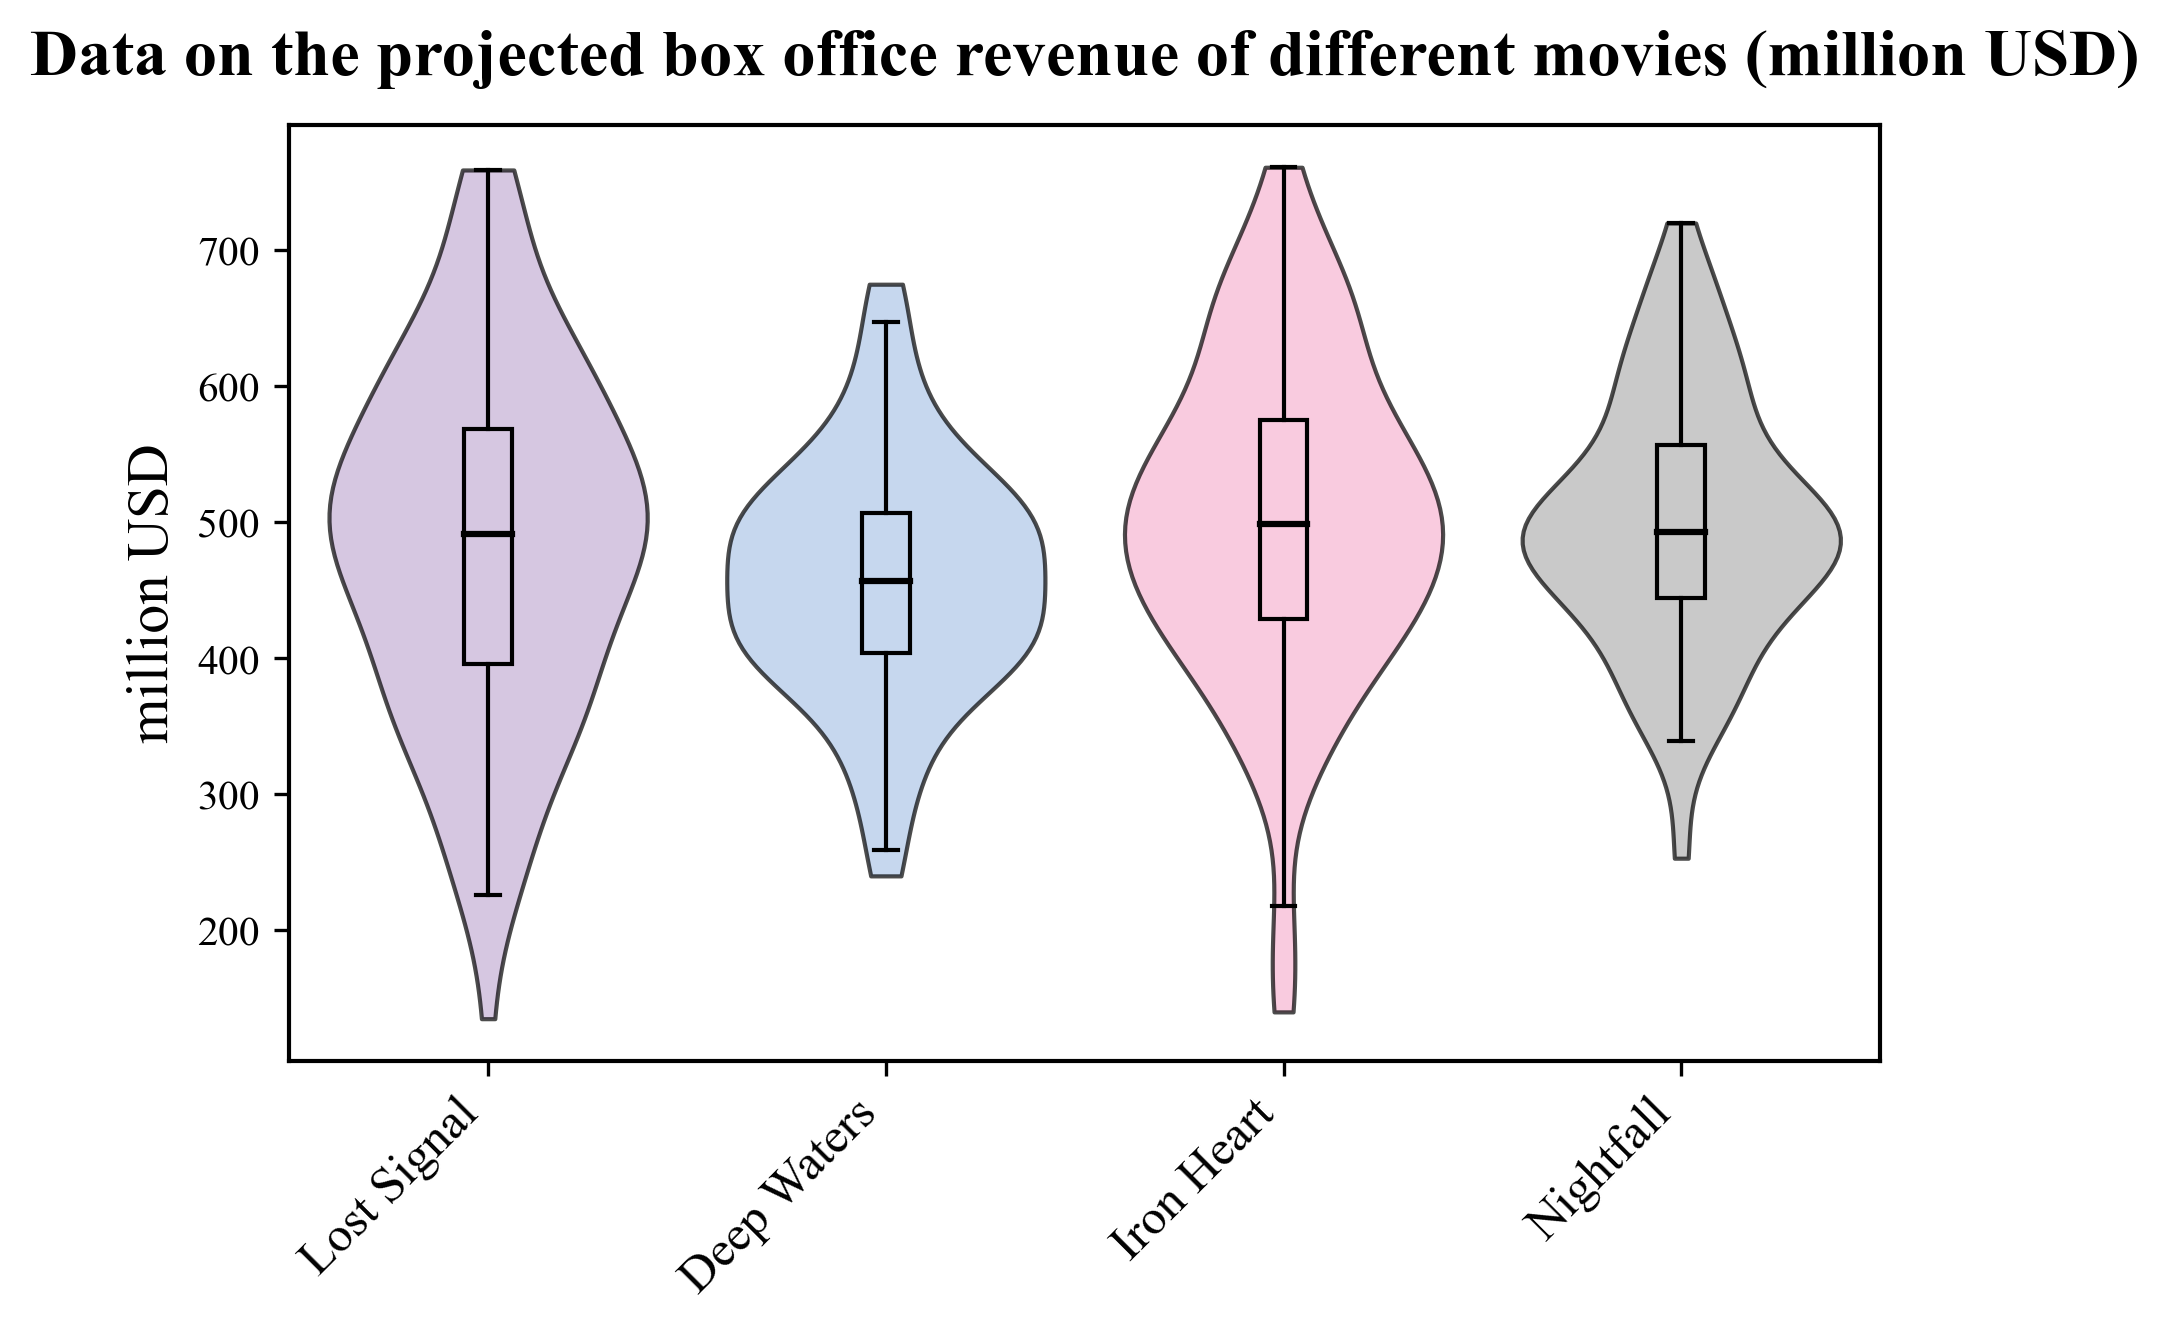 Data on the projected box office revenue of different movies (million USD)
million USD
700
600
500
400
300
200
Lost Signal
Deep Waters
Iron Heart
Nightfall